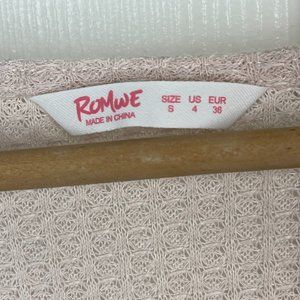 ROMWE
MADE IN CHINA
SIZE US EUR
S 4 36